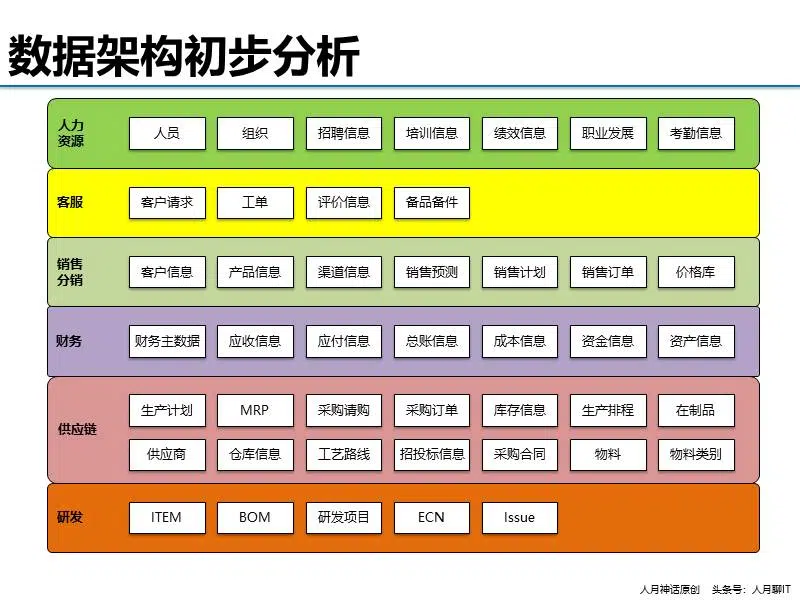 数据架构初步分析
人力
资源
人员 组织 招聘信息 培训信息 绩效信息 职业发展 考勤信息
客服 客户请求 工单 评价信息 备品备件
销售
分销
客户信息 产品信息 渠道信息 销售预测 销售计划 销售订单 价格库
财务 财务主数据 应收信息 应付信息 总账信息 成本信息 资金信息 资产信息
供应链
生产计划 MRP 采购请购 采购订单 库存信息 生产排程 在制品
供应商 仓库信息 工艺路线 招投标信息 采购合同 物料 物料类别
研发 ITEM BOM 研发项目 ECN Issue
人月神话原创 头条号：人月聊IT